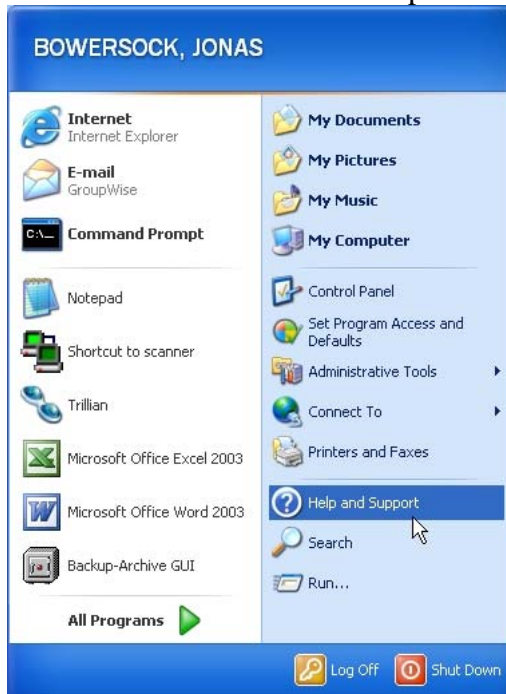 BOWERSOCK, JONAS
Internet
Internet Explorer
E-mail
GroupWise
C:\_
Command Prompt
Notepad
Shortcut to scanner
Trillian
Microsoft Office Excel 2003
Microsoft Office Word 2003
Backup-Archive GUI
All Programs
My Documents
My Pictures
My Music
My Computer
Control Panel
Set Program Access and
Defaults
Administrative Tools
Connect To
Printers and Faxes
Help and Support
Search
Run...
Log Off
Shut Down